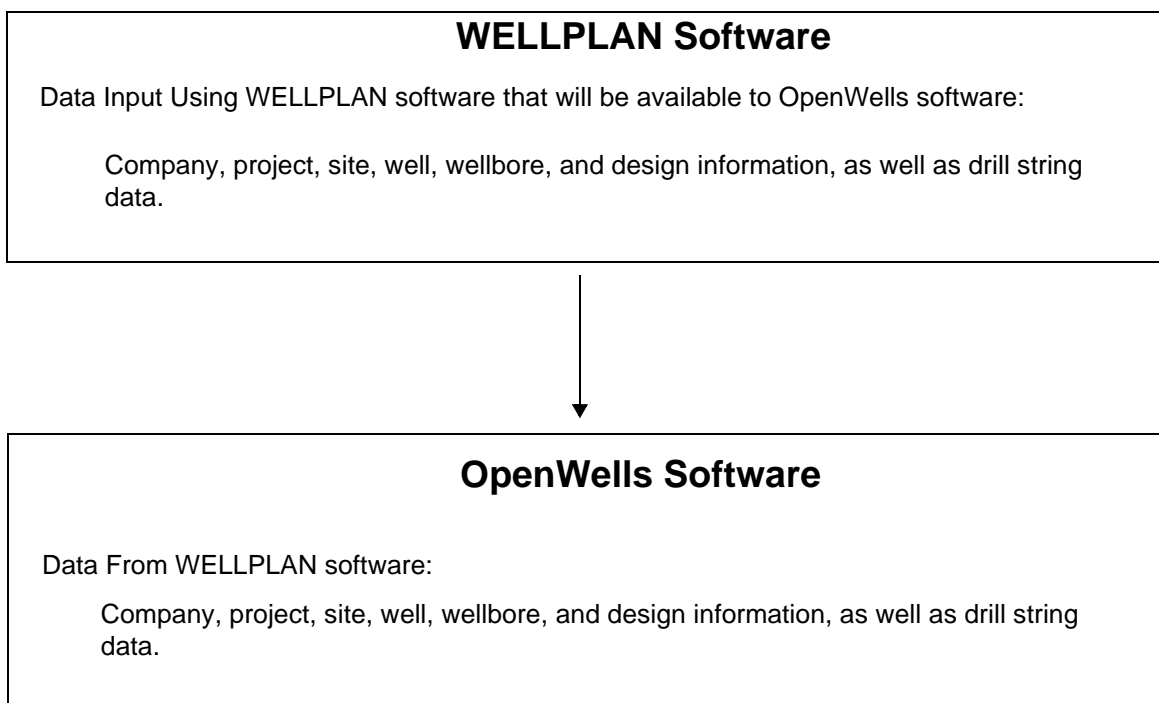 WELLPLAN Software
Data Input Using WELLPLAN software that will be available to OpenWells software:
Company, project, site, well, wellbore, and design information, as well as drill string
data.
OpenWells Software
Data From WELLPLAN software:
Company, project, site, well, wellbore, and design information, as well as drill string
data.